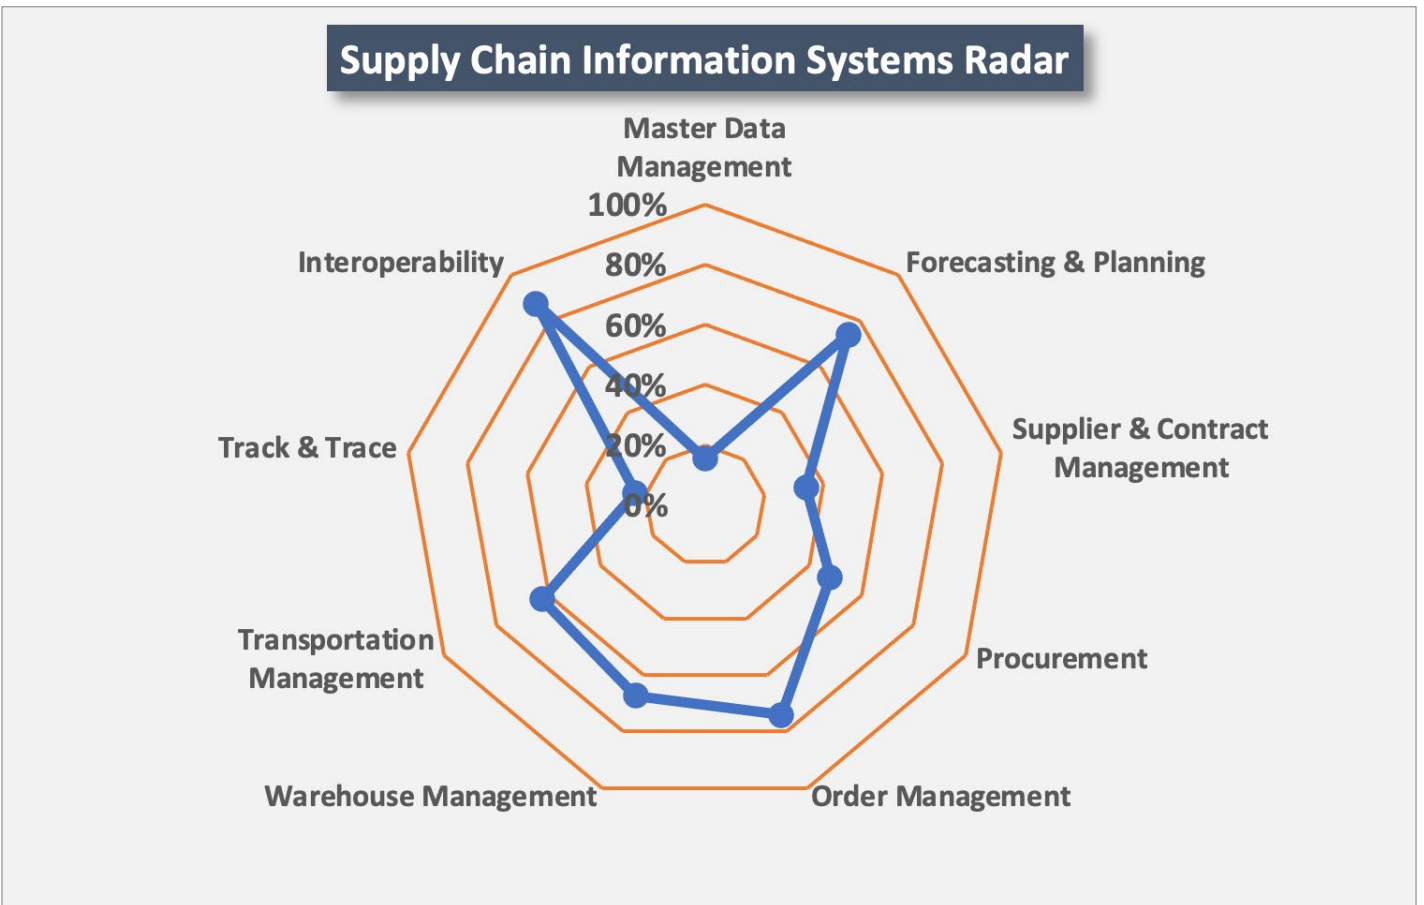 Supply Chain Information Systems Radar
Master Data
Management
100%
Interoperability
80%
Forecasting & Planning
60%
40%
Supplier & Contract
Management
Track & Trace
20%
0%
Transportation
Management
Procurement
Warehouse Management
Order Management